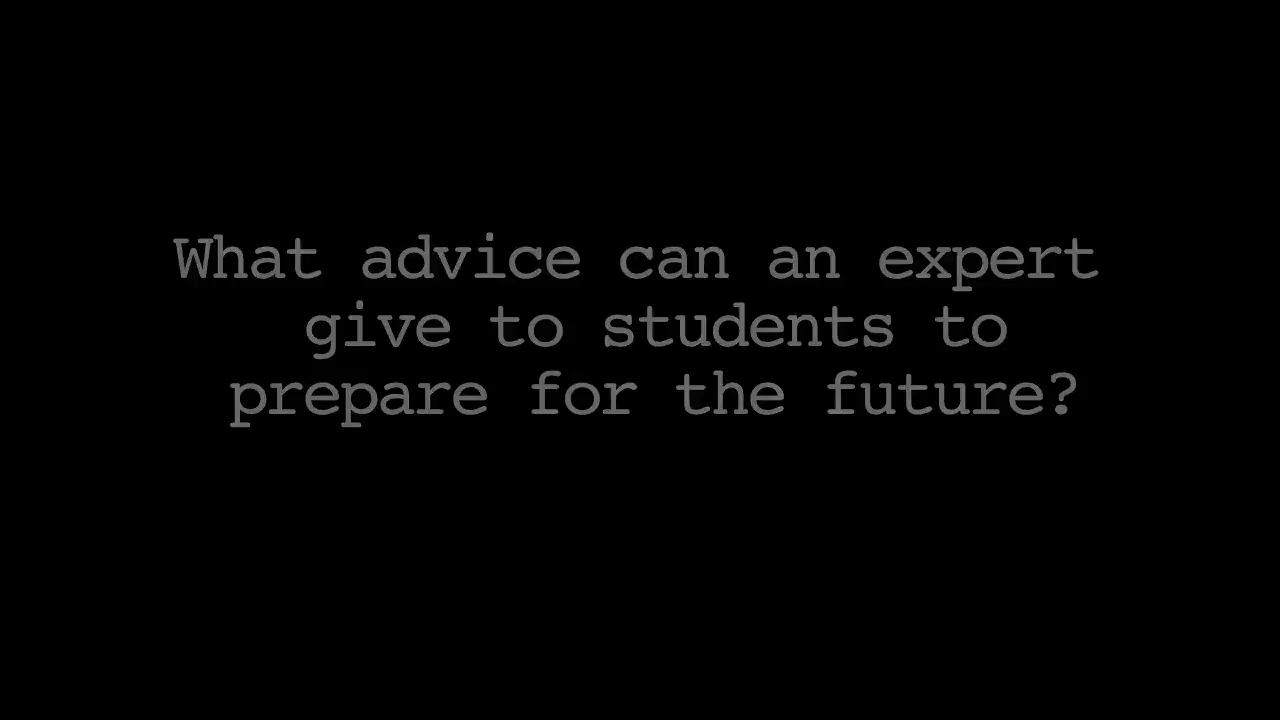 What advice can an expert
give to students to
prepare for the future?